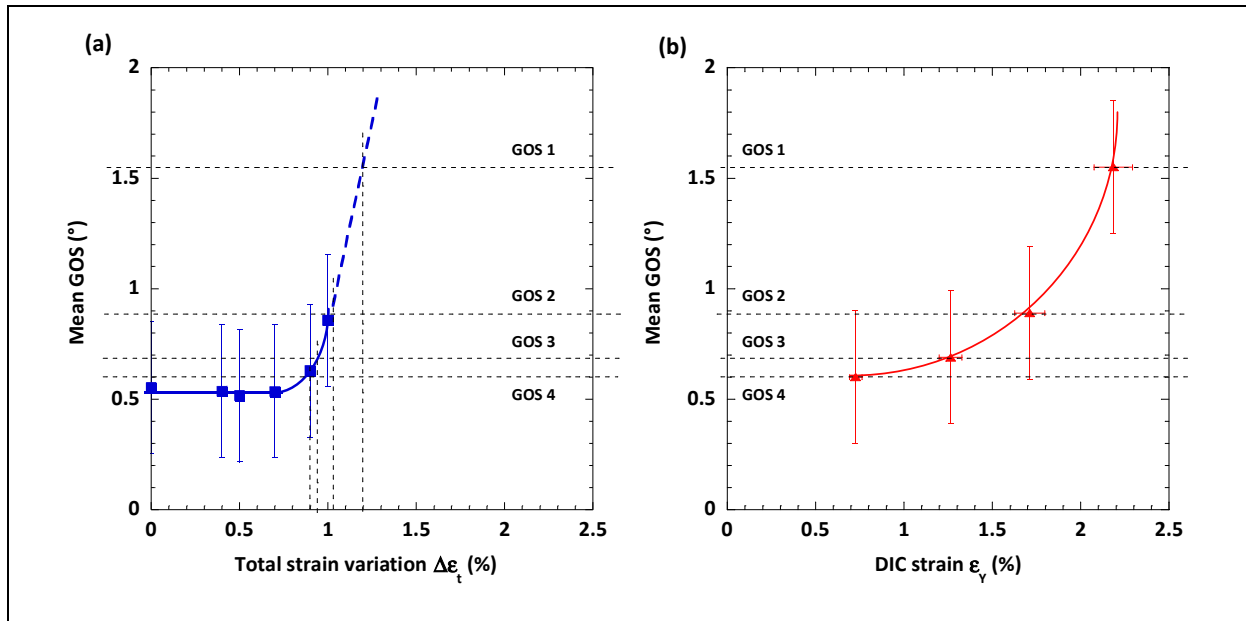 (a)
2
1.5
1
0.5
0
Mean GOS (°)
GOS 1
GOS 2
GOS 3
GOS 4
0 0.5 1 1.5 2 2.5
Total strain variation Δεt (%)
(b)
2
1.5
1
0.5
0
Mean GOS (°)
GOS 1
GOS 2
GOS 3
GOS 4
0 0.5 1 1.5 2 2.5
DIC strain εY (%)